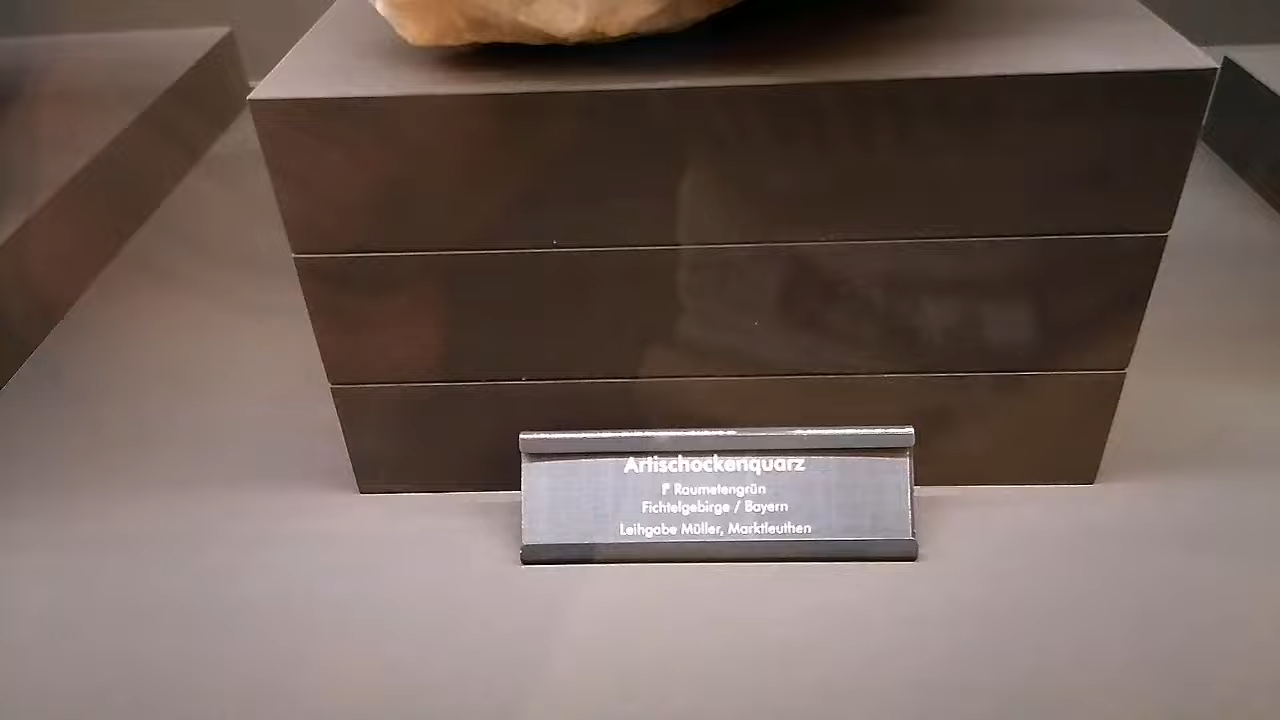 Artischockenquarz
Raumetengrün
Fichtelgebirge / Bayern
Leihgabe Müller, Marktleuthen